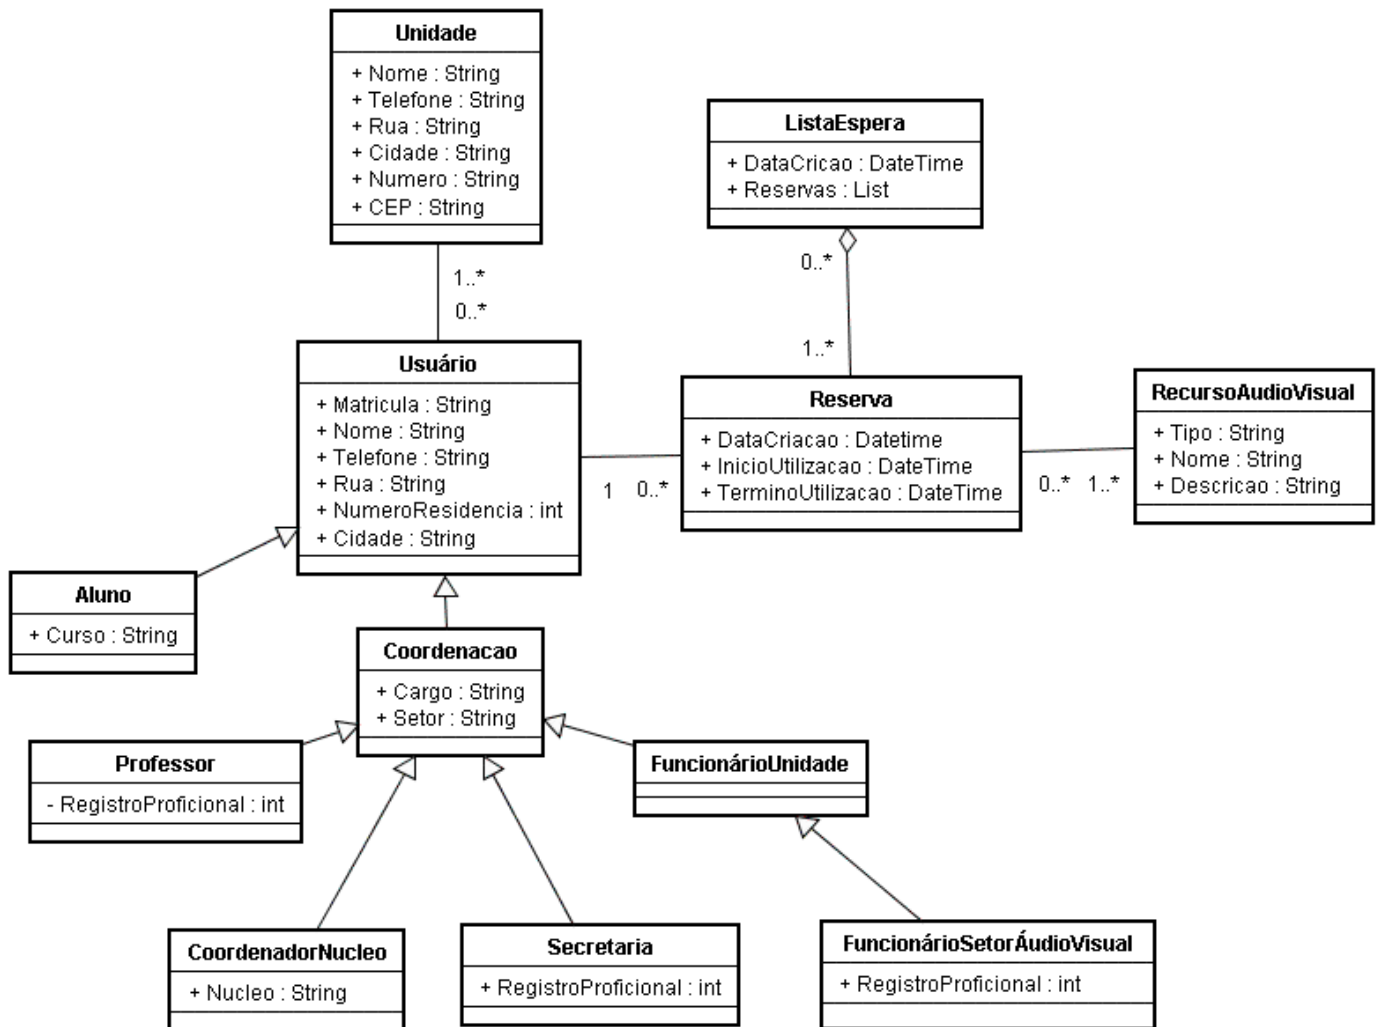 Unidade
+ Nome : String
+ Telefone : String
+ Rua : String
+ Cidade : String
+ Numero : String
+ CEP : String
ListaEspera
+ DataCricao : DateTime
+ Reservas : List
1..*
0..*
0..*
1..*
Usuário
+ Matricula : String
+ Nome : String
+ Telefone : String
+ Rua : String
+ NumeroResidencia : int
+ Cidade : String
1 0..*
Reserva
+ DataCriacao : Datetime
+ InicioUtilizacao : DateTime
+ TerminoUtilizacao : DateTime
0..* 1..*
RecursoAudioVisual
+ Tipo : String
+ Nome : String
+ Descricao : String
Aluno
+ Curso : String
Coordenacao
+ Cargo : String
+ Setor : String
Professor
- RegistroProficional : int
FuncionárioUnidade
CoordenadorNucleo
+ Nucleo : String
Secretaria
+ RegistroProficional : int
FuncionárioSetorÁudioVisual
+ RegistroProficional : int